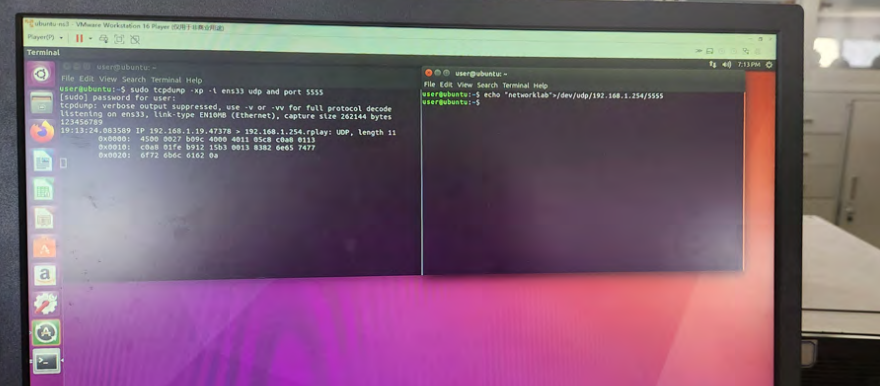 ubuntu-ns3 - VMware Workstation 16 Player (仅用于非商业用途)
Player(P)
Terminal
7:13 PM
user@ubuntu: ~
File Edit View Search Terminal Help
user@ubuntu:~$ sudo tcpdump -xp -i ens33 udp and port 5555
[sudo] password for user:
tcpdump: verbose output suppressed, use -v or -vv for full protocol decode
listening on ens33, link-type EN10MB (Ethernet), capture size 262144 bytes
123456789
19:13:24.083589 IP 192.168.1.19.47378 > 192.168.1.254.rplay: UDP, length 11
0x0000: 4500 0027 b09c 4000 4011 05c8 c0a8 0113
0x0010: c0a8 01fe b912 15b3 0013 8382 6e65 7477
0x0020: 6f72 6b6c 6162 0a
user@ubuntu: ~
File Edit View Search Terminal Help
user@ubuntu:~$ echo "networklab">/dev/udp/192.168.1.254/5555
user@ubuntu:~$